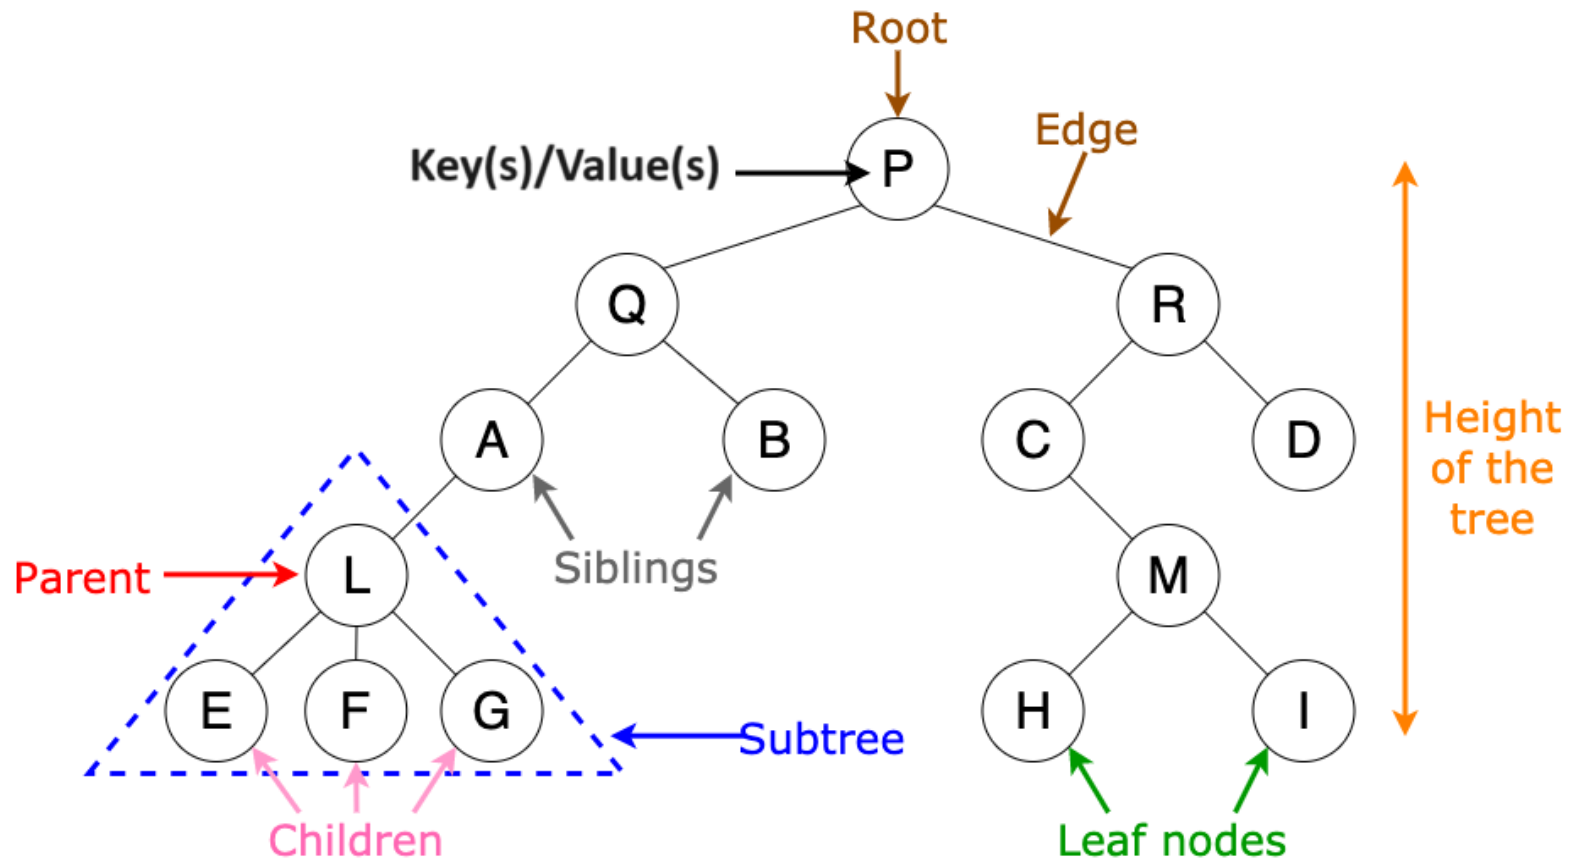 Root
Edge
Key(s)/Value(s)
P
Q
R
A
B
C
D
Height
of the
tree
Siblings
Parent
L
M
E
F
G
H
I
Subtree
Children
Leaf nodes